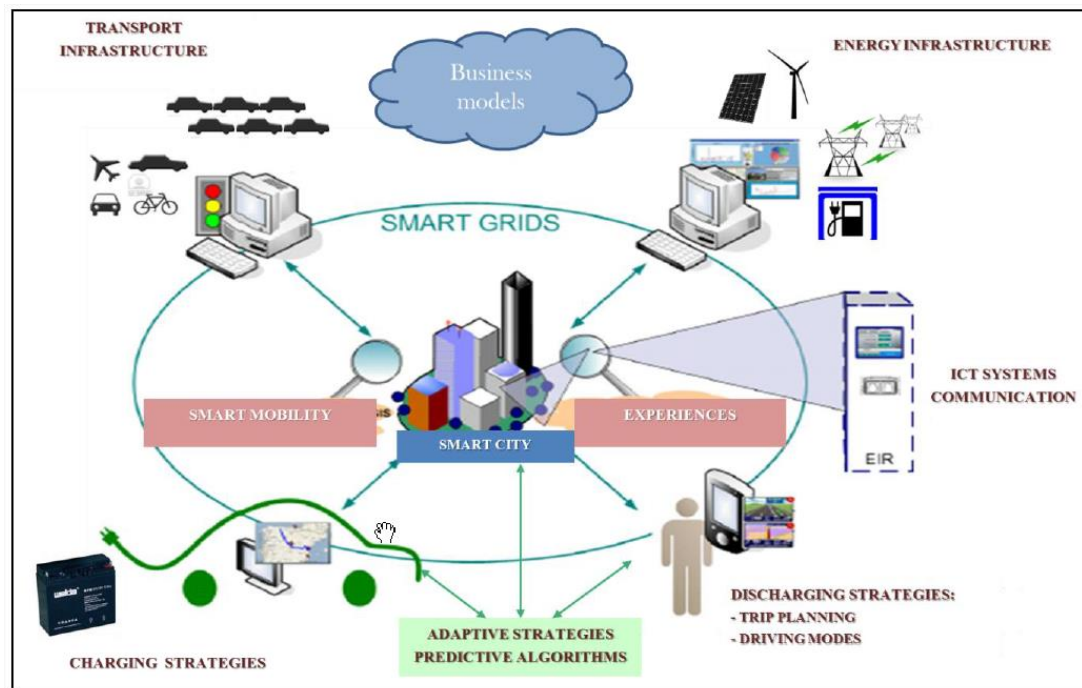 TRANSPORT
INFRASTRUCTURE
Business
models
ENERGY INFRASTRUCTURE
SMART GRIDS
ICT SYSTEMS
COMMUNICATION
SMART MOBILITY
EXPERIENCES
SMART CITY
EIR
DISCHARGING STRATEGIES:
- TRIP PLANNING
- DRIVING MODES
ADAPTIVE STRATEGIES
PREDICTIVE ALGORITHMS
CHARGING STRATEGIES